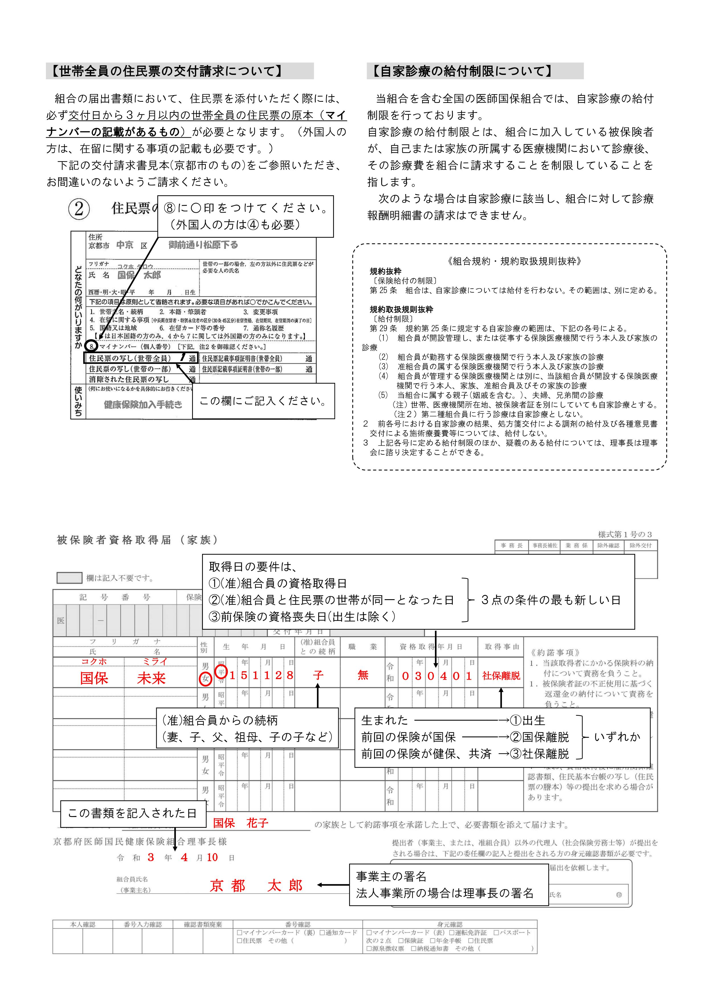 【世帯全員の住民票の交付請求について】
組合の届出書類において、住民票を添付いただく際には、
必ず交付日から３ヶ月以内の世帯全員の住民票の原本（マイ
ナンバーの記載があるもの）が必要となります。（外国人の
方は、在留に関する事項の記載も必要です。）
下記の交付請求書見本(京都市のもの)をご参照いただき、
お間違いのないようご請求ください。
② 住民票の
⑧に〇印をつけてください。
（外国人の方は④も必要）
住所
京都市 中京 区 御前通り松原下る
どなたの何がいりますか
フリガナ コクホ タロウ
氏 名 国保 太郎
世帯の一部の場合，左の方以外に住民票などが
必要な人の氏名
西暦・明・大・昭・平 年 月 日生
下記の項目は原則として省略されます。必要な項目があれば〇でかこんでください。
1. 世帯主名・続柄 2. 本籍・筆頭者 3. 変更事項
4. 在留に関する事項［中長期在留者・特別永住者の区分(30条45区分)在留資格，在留期間，在留期間の満了の日］
5. 国籍又は地域 6. 在留カード等の番号 7. 通称名履歴
【2は日本国籍の方のみ，4から7に関しては外国籍の方のみになります。】
8. マイナンバー（個人番号）［下記，注2を御確認ください。］
住民票の写し(世帯全員) 1 通 住民票記載事項証明書(世帯全員) 通
住民票の写し(世帯の一部) 通 住民票記載事項証明書(世帯の一部) 通
消除された住民票の写し 通
使いみち
(何にお使いになるかを具体的にお書きくださ
健康保険加入手続き
この欄にご記入ください。
【自家診療の給付制限について】
当組合を含む全国の医師国保組合では、自家診療の給付
制限を行っております。
自家診療の給付制限とは、組合に加入している被保険者
が、自己または家族の所属する医療機関において診療後、
その診療費を組合に請求することを制限していることを
指します。
次のような場合は自家診療に該当し、組合に対して診療
報酬明細書の請求はできません。
《組合規約・規約取扱規則抜粋》
規約抜粋
〔保険給付の制限〕
第25条 組合は、自家診療については給付を行わない。その範囲は、別に定める。
規約取扱規則抜粋
〔給付制限〕
第29条 規約第25条に規定する自家診療の範囲は、下記の各号による。
(1) 組合員が開設管理し、または従事する保険医療機関で行う本人及び家族の
診療
(2) 組合員が勤務する保険医療機関で行う本人及び家族の診療
(3) 准組合員の属する保険医療機関で行う本人及び家族の診療
(4) 組合員が管理する保険医療機関とは別に、当該組合員が開設する保険医療
機関で行う本人、家族、准組合員及びその家族の診療
(5) 当組合に属する親子(姻戚を含む。)、夫婦、兄弟間の診療
（注）世帯、医療機関所在地、被保険者証を別にしていても自家診療とする。
（注２）第二種組合員に行う診療は自家診療としない。
２ 前各号における自家診療の結果、処方箋交付による調剤の給付及び各種意見書
交付による施術療養費等については、給付しない。
３ 上記各号に定める給付制限のほか、疑義のある給付については、理事長は理事
会に諮り決定することができる。
被保険者資格取得届（家族）
様式第１号の３
事務長 事務長補佐 業務係 除外確認 除外交付
欄は記入不要です。
取得日の要件は、
①(准)組合員の資格取得日
②(准)組合員と住民票の世帯が同一となった日
③前保険の資格喪失日(出生は除く)
３点の条件の最も新しい日
記号番号 保険
医 －
交付年月日
フリガナ
氏名
性別 生年月日 (准)組合員との続柄 職業 資格取得年月日 取得事由
コクホ ミライ
国保 未来
男 女 昭 平 令 年 月 日 151128 子 無 令和 年 月 日 030401 社保離脱
男 昭 平 年 月 日 令 年 月 日
《約諾事項》
1. 当該取得者にかかる保険料の納
付について責務を負うこと。
1. 被保険者証の不正使用に基づく
返還金の納付について責務を
負うこと。
(准)組合員からの続柄
(妻、子、父、祖母、子の子など)
生まれた → ①出生
前回の保険が国保 → ②国保離脱
前回の保険が健保、共済 → ③社保離脱
いずれか
男 女 昭 平 令 年 月 日 和
男 昭 平 令 年 月 日 令 和 年 月 日
認書類、住民基本台帳の写し（住民
票の謄本）等の提出を求める場合が
あります。
この書類を記入された日
国保 花子 の家族として約諾事項を承諾した上で、必要書類を添えて届けます。
京都府医師国民健康保険組合理事長様
令和 3 年 4 月 10 日
提出者（事業主、または、准組合員）以外の代理人（社会保険労務士等）が提出を
される場合は、下記の委任欄の記入と提出をされる方の身元確認書類が必要です。
届出を依頼します。
組合員氏名
（事業主名）
京都 太郎
事業主の署名
法人事業所の場合は理事長の署名
氏名 ㊞
本人確認 番号入力確認 確認書類廃棄 番号確認 身元確認
□マイナンバーカード（裏）□通知カード
□住民票 その他（ ）
□マイナンバーカード（表）□運転免許証 □パスポート
次の２点 □保険証 □年金手帳 □住民票
□源泉徴収票 □納税通知書 その他（ ）